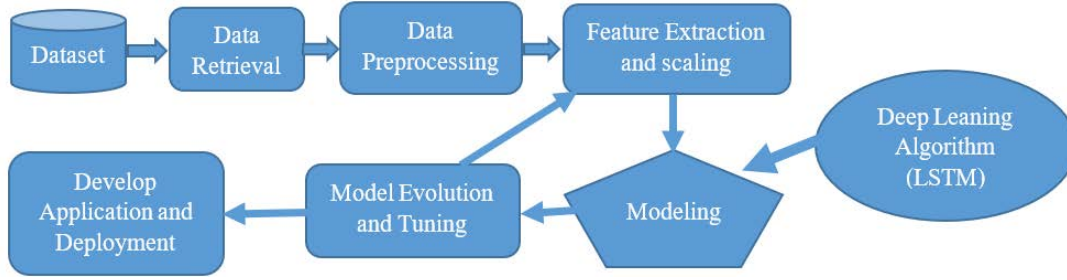 Dataset
Data
Retrieval
Data
Preprocessing
Feature Extraction
and scaling
Deep Leaning
Algorithm
(LSTM)
Modeling
Model Evolution
and Tuning
Develop
Application and
Deployment